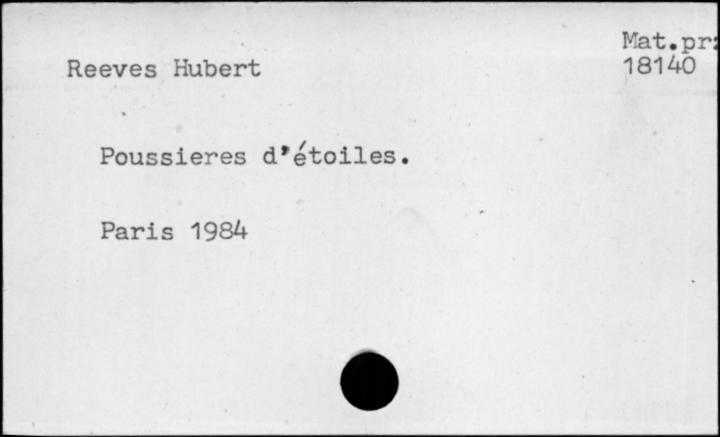 Mat.pr
Reeves Hubert
18140
Poussieres d'étoiles.
Paris 1984